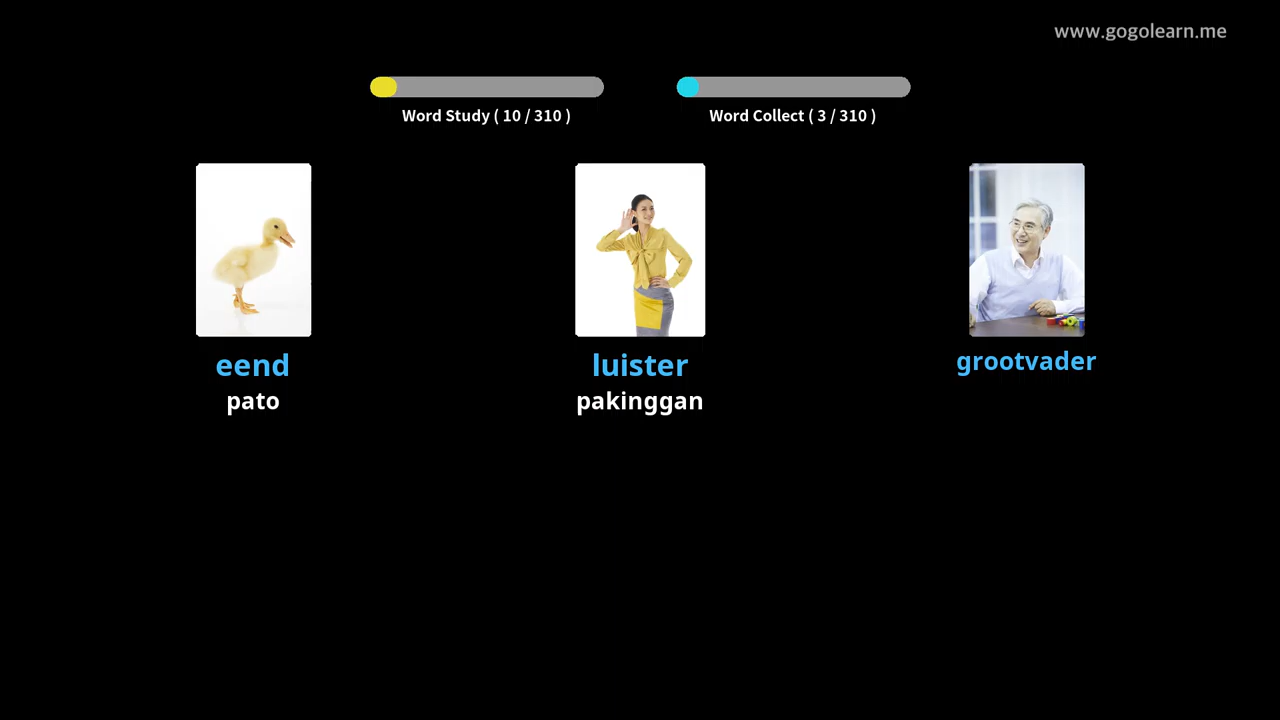 www.gogolearn.me
Word Study ( 10 / 310 )
Word Collect ( 3 / 310 )
eend
pato
luister
pakinggan
grootvader